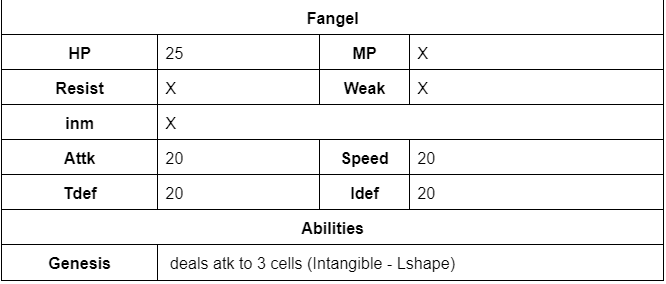 Fangel
HP 25 MP X
Resist X Weak X
inm X
Attk 20 Speed 20
Tdef 20 Idef 20
Abilities
Genesis deals atk to 3 cells (Intangible - Lshape)